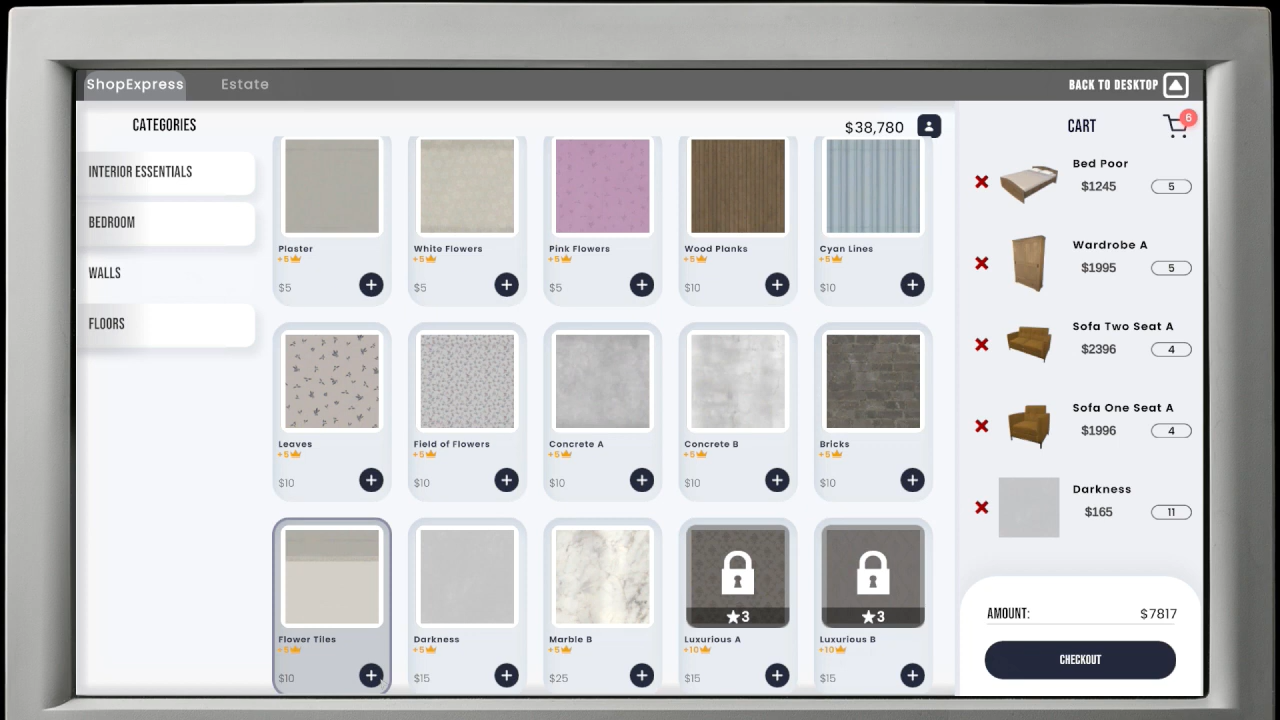 ShopExpress
Estate
BACK TO DESKTOP
CATEGORIES
$38,780
CART
6
INTERIOR ESSENTIALS
BEDROOM
WALLS
FLOORS
Plaster
+5
$5
White Flowers
+5
$5
Pink Flowers
+5
$5
Wood Planks
+5
$10
Cyan Lines
+5
$10
Leaves
+5
$10
Field of Flowers
+5
$10
Concrete A
+5
$10
Concrete B
+5
$10
Bricks
+5
$10
Flower Tiles
+5
$10
Darkness
+5
$15
Marble B
+5
$25
★3
Luxurious A
+10
$15
★3
Luxurious B
+10
$15
Bed Poor
$1245
5
Wardrobe A
$1995
5
Sofa Two Seat A
$2396
4
Sofa One Seat A
$1996
4
Darkness
$165
11
AMOUNT:
$7817
CHECKOUT